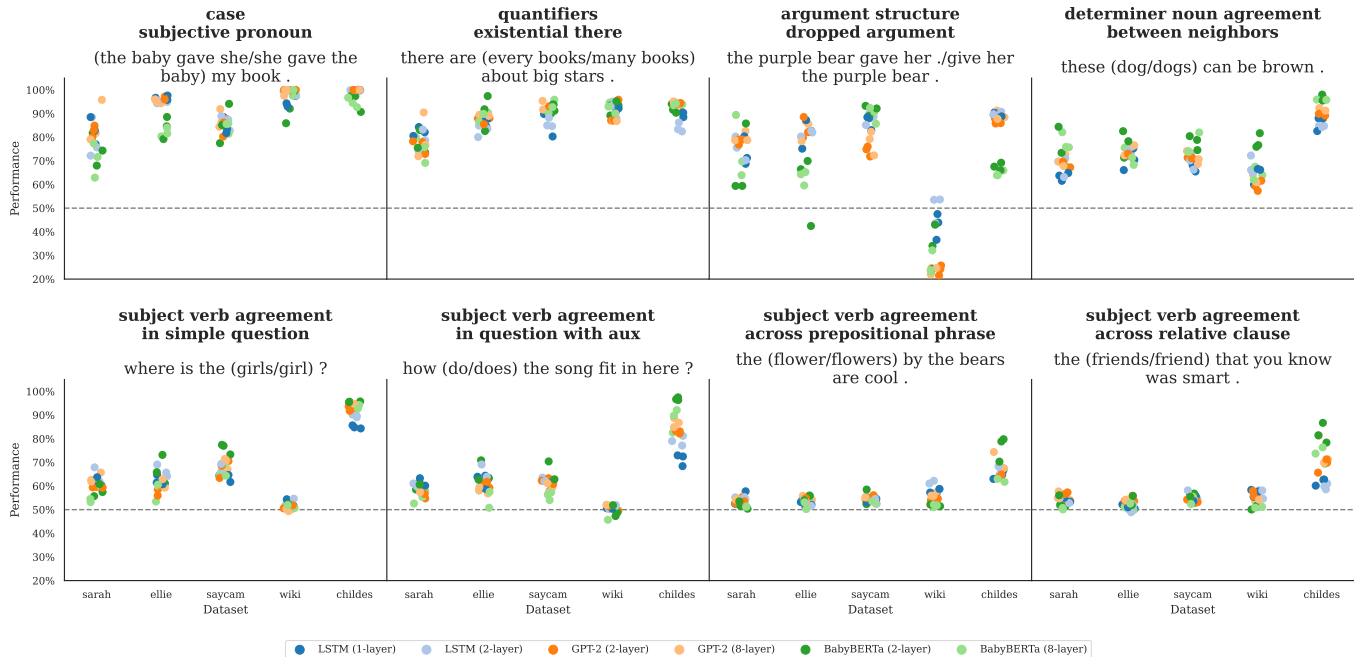 case
subjective pronoun
(the baby gave she/she gave the
baby) my book .
quantifiers
existential there
there are (every books/many books)
about big stars .
argument structure
dropped argument
the purple bear gave her ./give her
the purple bear .
determiner noun agreement
between neighbors
these (dog/dogs) can be brown .
Performance
100%
90%
80%
70%
60%
50%
40%
30%
20%
subject verb agreement
in simple question
where is the (girls/girl) ?
subject verb agreement
in question with aux
how (do/does) the song fit in here ?
subject verb agreement
across prepositional phrase
the (flower/flowers) by the bears
are cool .
subject verb agreement
across relative clause
the (friends/friend) that you know
was smart .
Performance
100%
90%
80%
70%
60%
50%
40%
30%
20%
sarah ellie saycam wiki childes
Dataset
sarah ellie saycam wiki childes
Dataset
sarah ellie saycam wiki childes
Dataset
sarah ellie saycam wiki childes
Dataset
LSTM (1-layer) LSTM (2-layer) GPT-2 (2-layer) GPT-2 (8-layer) BabyBERTa (2-layer) BabyBERTa (8-layer)